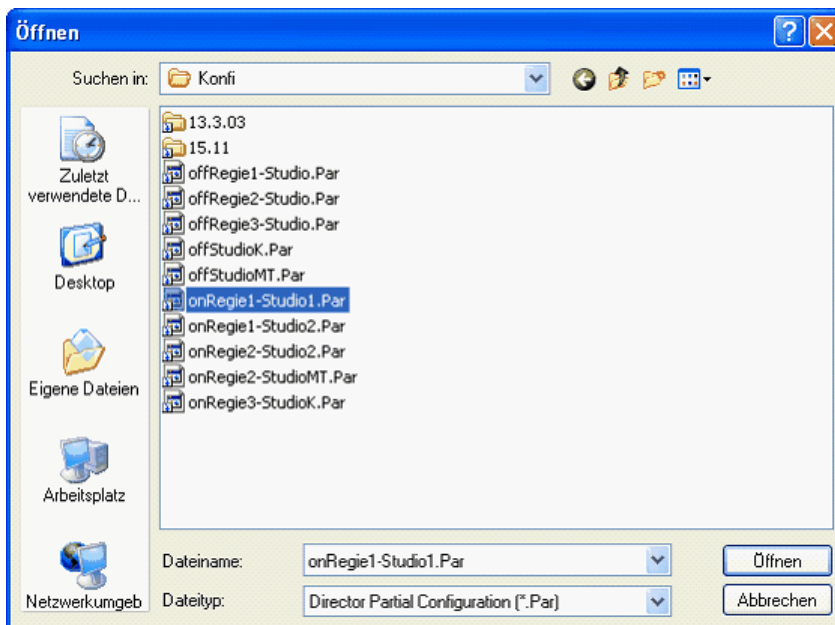 Öffnen
Suchen in: Konfi
13.3.03
15.11
offRegie1-Studio.Par
offRegie2-Studio.Par
offRegie3-Studio.Par
offStudioK.Par
offStudioMT.Par
onRegie1-Studio1.Par
onRegie1-Studio2.Par
onRegie2-Studio2.Par
onRegie2-StudioMT.Par
onRegie3-StudioK.Par
Zuletzt
verwendete D...
Desktop
Eigene Dateien
Arbeitsplatz
Netzwerkumgeb
Dateiname: onRegie1-Studio1.Par Öffnen
Dateityp: Director Partial Configuration (*.Par) Abbrechen